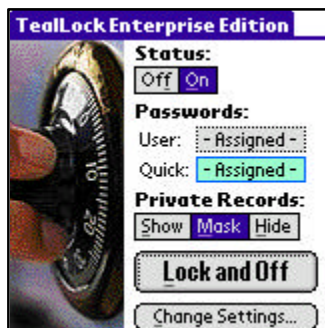 TealLock Enterprise Edition
Status:
Off On
Passwords:
User: - Assigned -
Quick: - Assigned -
Private Records:
Show Mask Hide
Lock and Off
Change Settings...